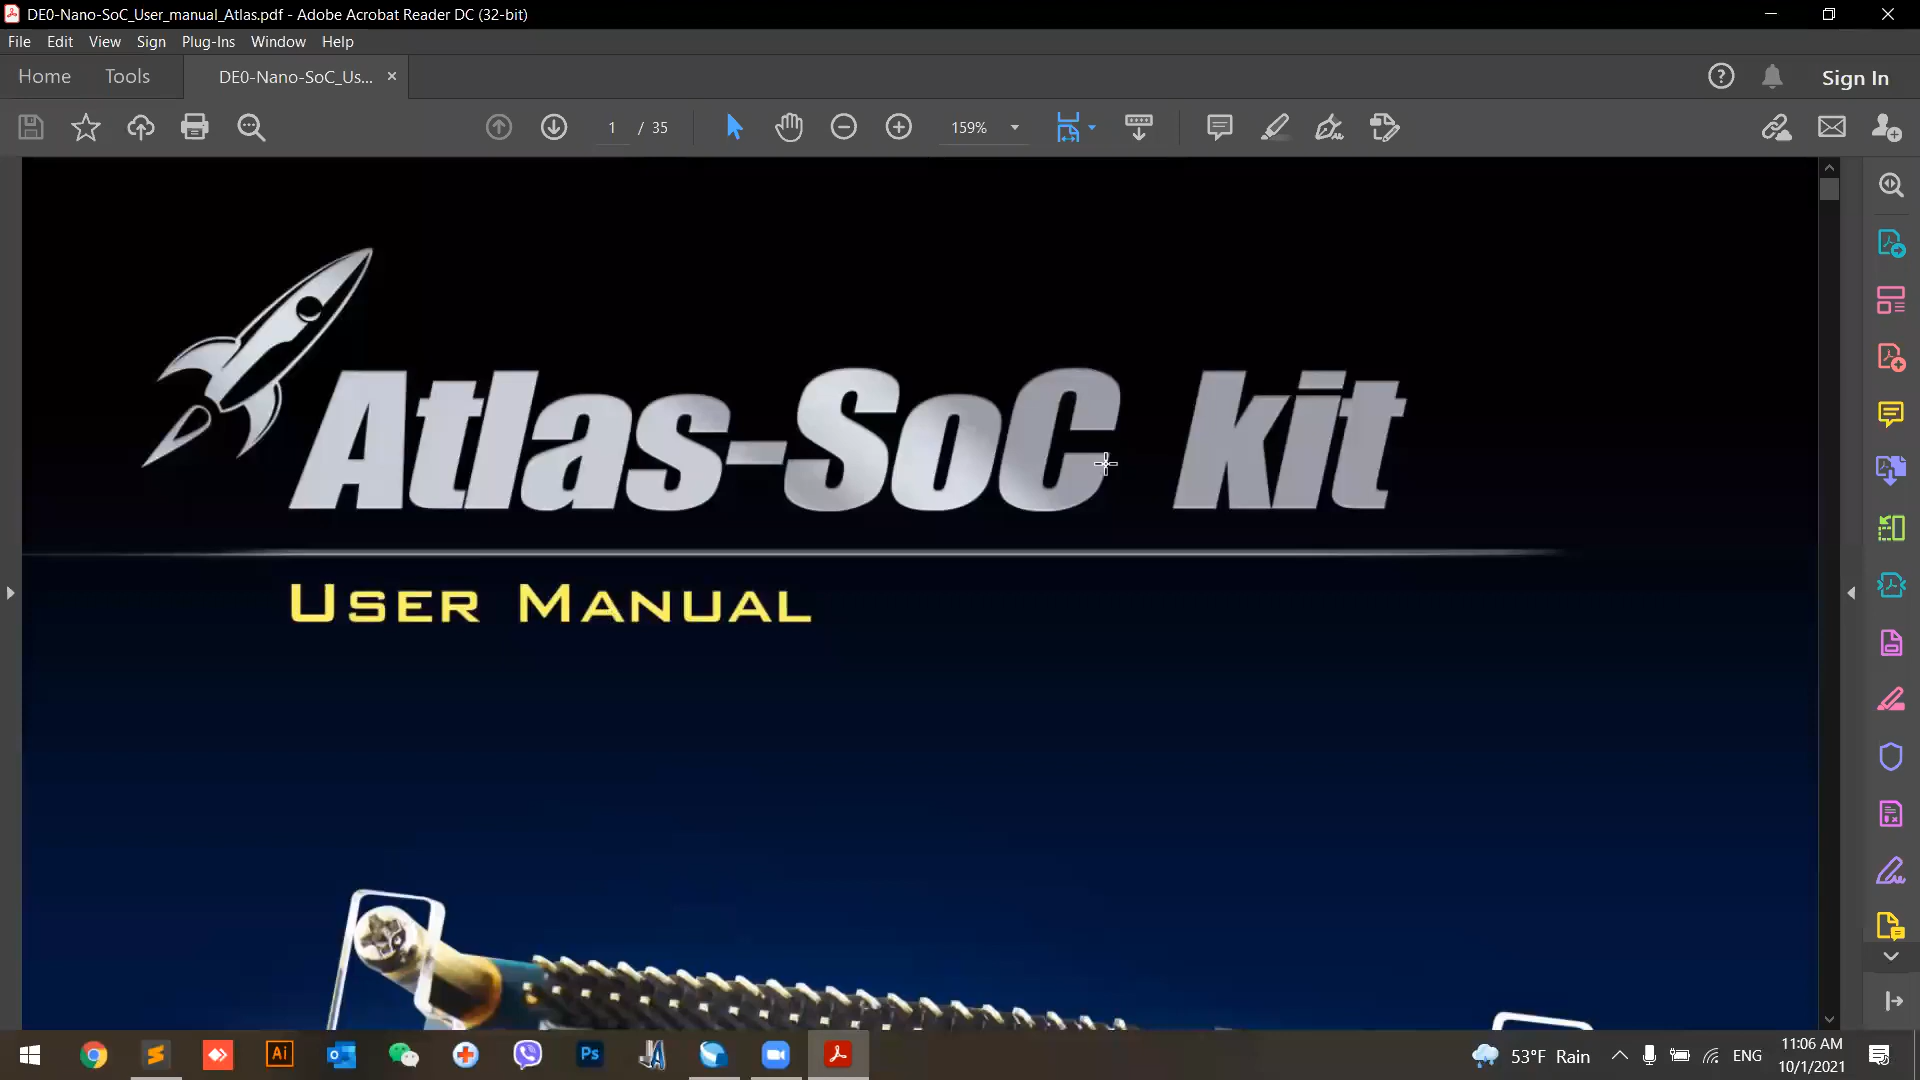 DE0-Nano-SoC_User_manual_Atlas.pdf - Adobe Acrobat Reader DC (32-bit)
File Edit View Sign Plug-Ins Window Help
Home Tools DE0-Nano-SoC_Us... ×
Sign In
1 / 35
159%
Atlas-SoC kit
USER MANUAL
Ai
Ps
53°F Rain
ENG
11:06 AM
10/1/2021